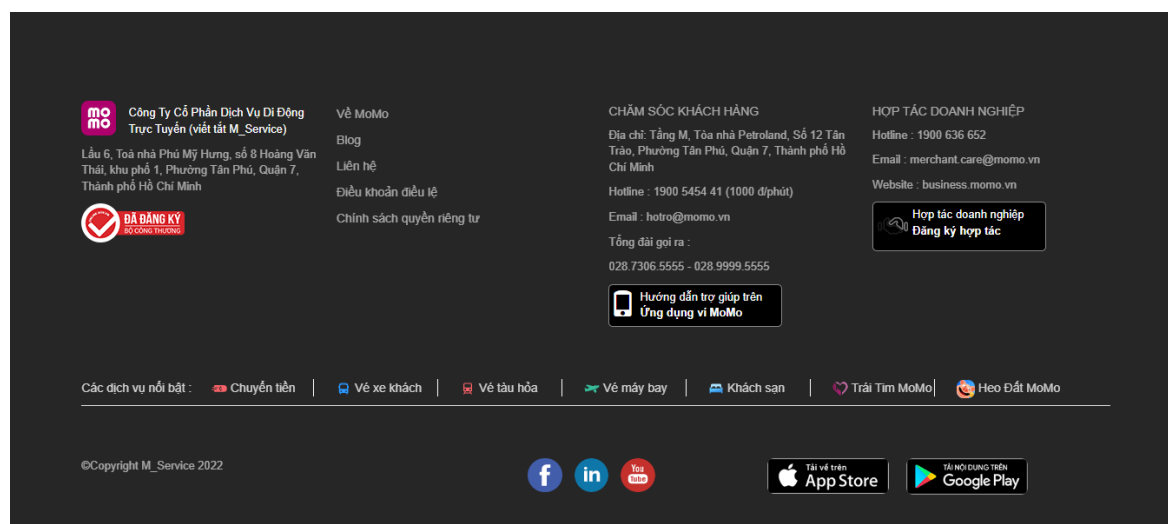 mo
mo
Công Ty Cổ Phần Dịch Vụ Di Động
Trực Tuyến (viết tắt M_Service)
Lầu 6, Toà nhà Phú Mỹ Hưng, số 8 Hoàng Văn
Thái, khu phố 1, Phường Tân Phú, Quận 7,
Thành phố Hồ Chí Minh
ĐÃ ĐĂNG KÝ
BỘ CÔNG THƯƠNG
Về MoMo
Blog
Liên hệ
Điều khoản điều lệ
Chính sách quyền riêng tư
CHĂM SÓC KHÁCH HÀNG
Địa chỉ: Tầng M, Tòa nhà Petroland, Số 12 Tân
Trào, Phường Tân Phú, Quận 7, Thành phố Hồ
Chí Minh
Hotline : 1900 5454 41 (1000 đ/phút)
Email : hotro@momo.vn
Tổng đài gọi ra :
028.7306.5555 - 028.9999.5555
Hướng dẫn trợ giúp trên
Ứng dụng ví MoMo
HỢP TÁC DOANH NGHIỆP
Hotline : 1900 636 652
Email : merchant.care@momo.vn
Website : business.momo.vn
Hợp tác doanh nghiệp
Đăng ký hợp tác
Các dịch vụ nổi bật : Chuyển tiền Vé xe khách Vé tàu hỏa Vé máy bay Khách sạn Trái Tim MoMo Heo Đất MoMo
©Copyright M_Service 2022
f
in
You
Tube
Tải về trên
App Store
TẢI NỘI DUNG TRÊN
Google Play